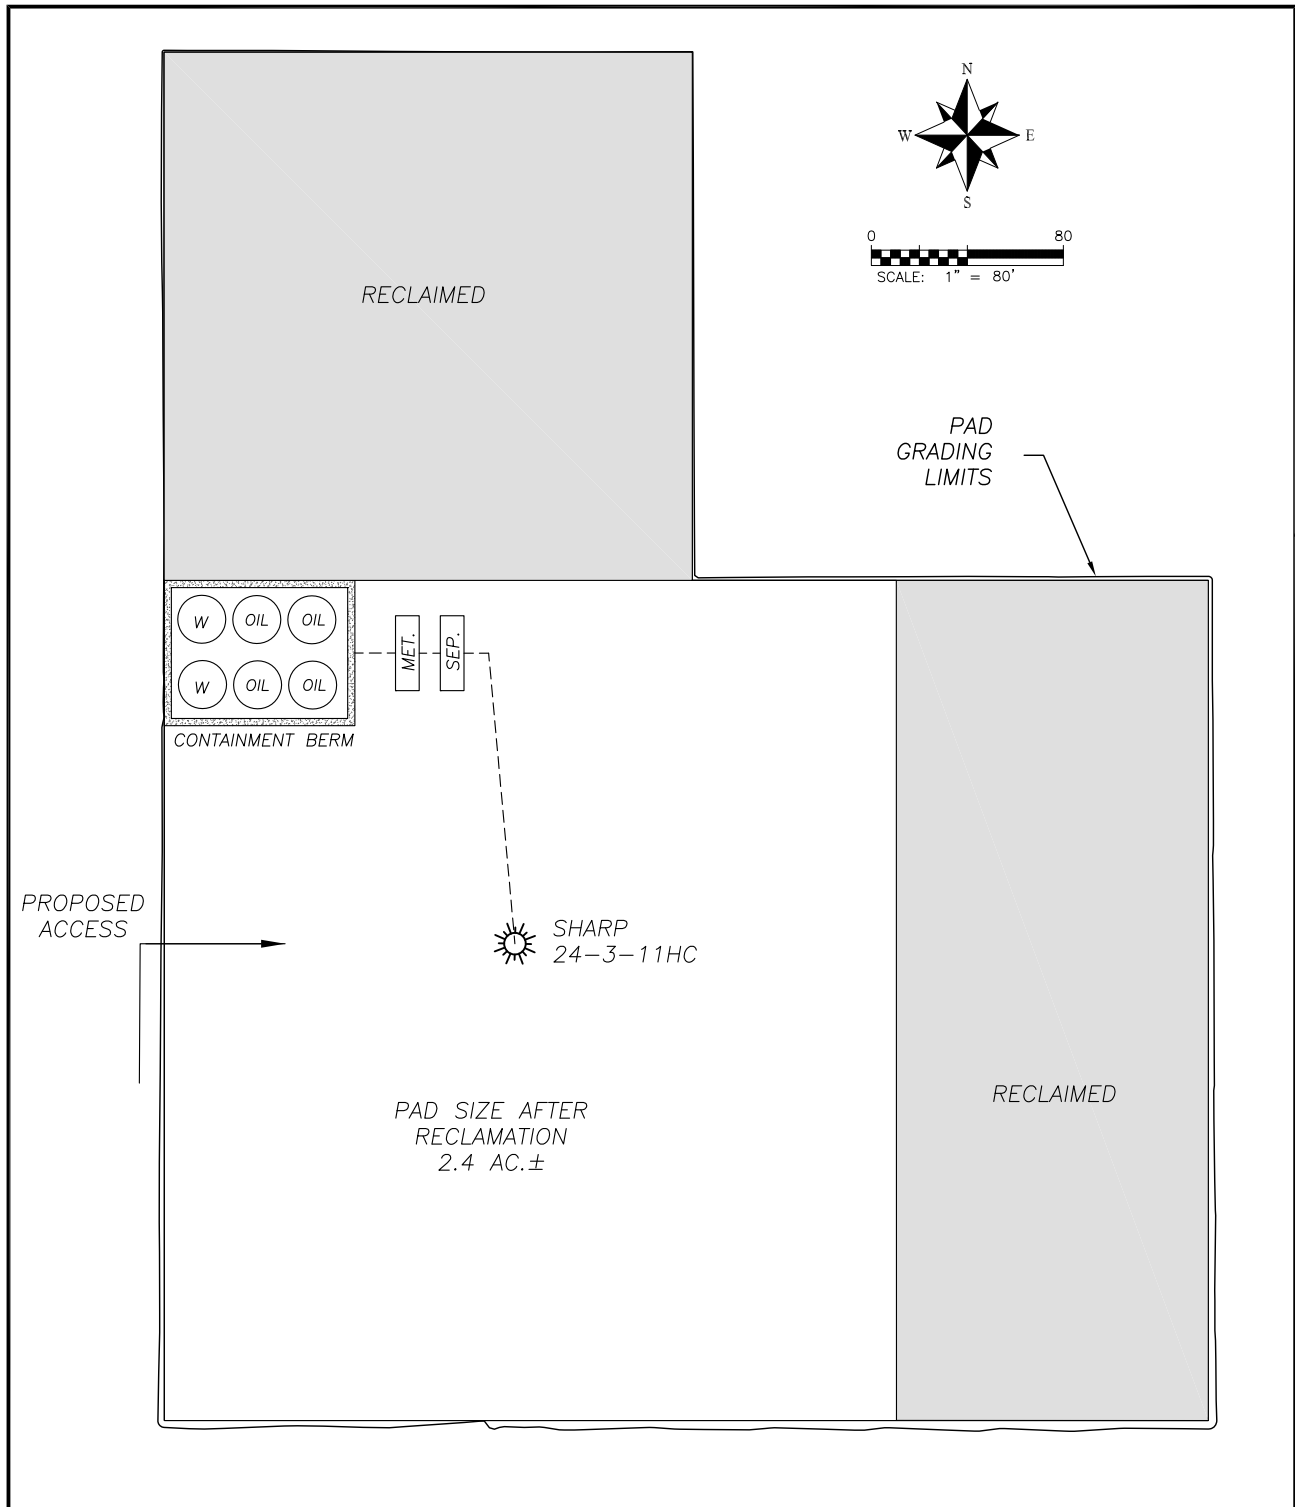 N
W E
S
0 80
SCALE: 1" = 80'
RECLAIMED
PAD
GRADING
LIMITS
W OIL OIL
W OIL OIL
MET.
SEP.
CONTAINMENT BERM
PROPOSED
ACCESS
SHARP
24-3-11HC
RECLAIMED
PAD SIZE AFTER
RECLAMATION
2.4 AC.±